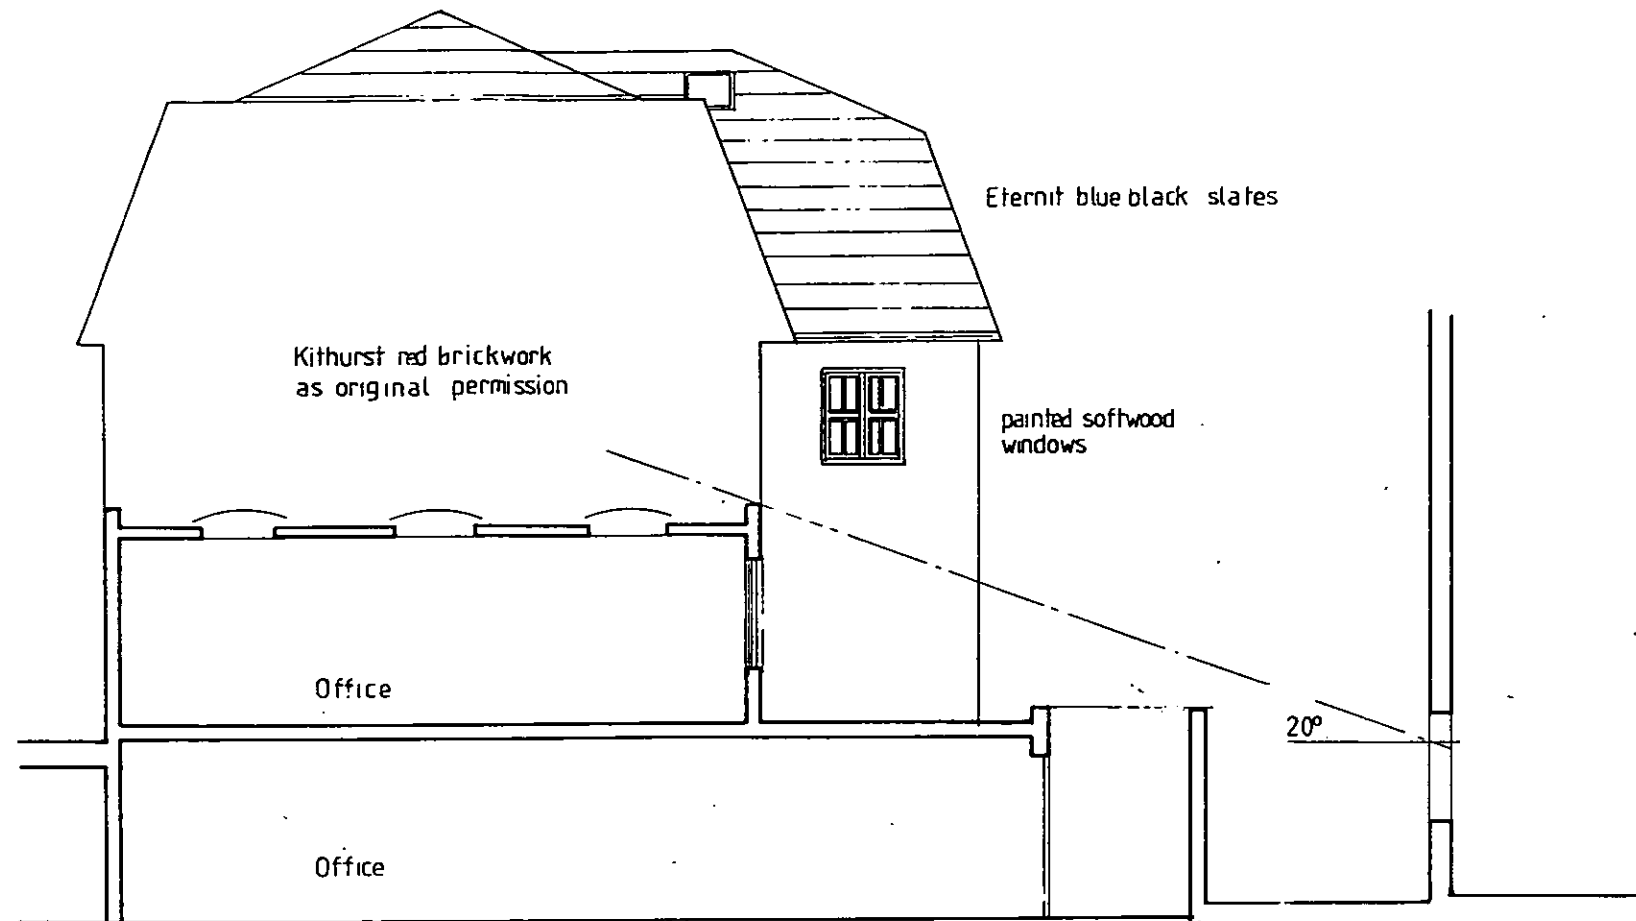 Eternit blue black slates
Kithurst red brickwork
as original permission
painted softwood
windows
Office
20°
Office